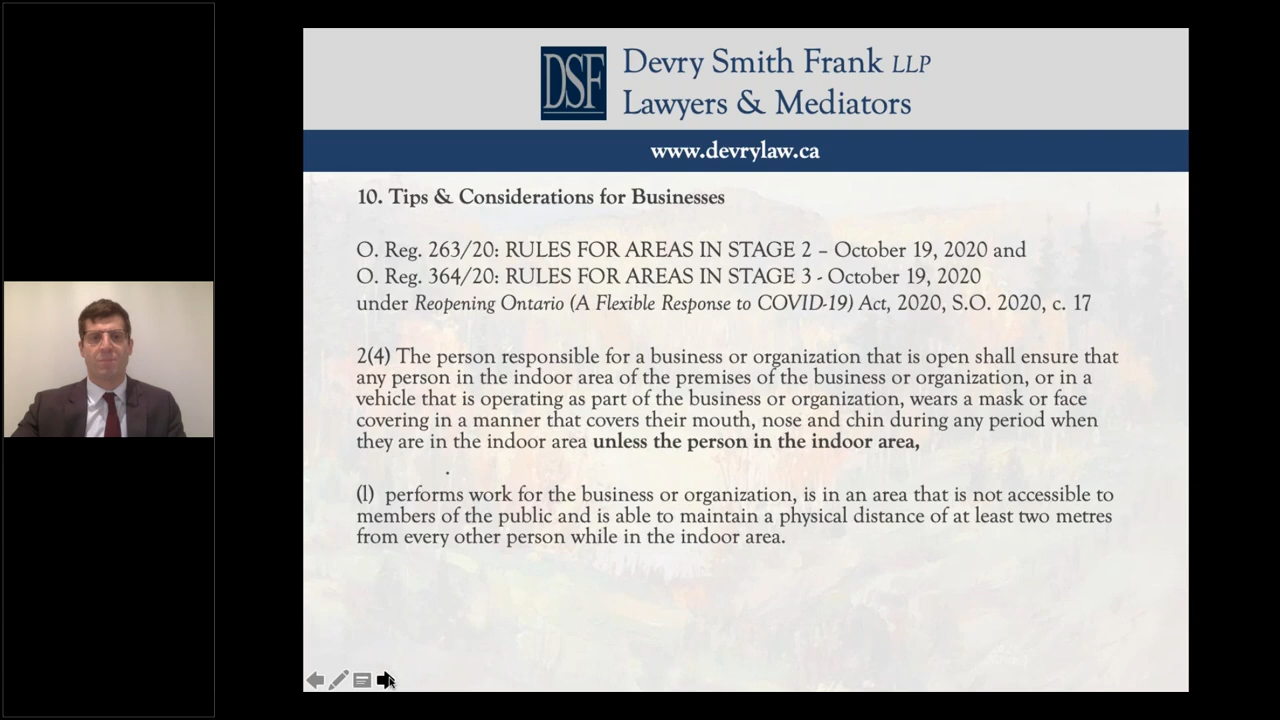 DSF
Devry Smith Frank LLP
Lawyers & Mediators
www.devrylaw.ca
10. Tips & Considerations for Businesses
O. Reg. 263/20: RULES FOR AREAS IN STAGE 2 – October 19, 2020 and
O. Reg. 364/20: RULES FOR AREAS IN STAGE 3 - October 19, 2020
under Reopening Ontario (A Flexible Response to COVID-19) Act, 2020, S.O. 2020, c. 17
2(4) The person responsible for a business or organization that is open shall ensure that
any person in the indoor area of the premises of the business or organization, or in a
vehicle that is operating as part of the business or organization, wears a mask or face
covering in a manner that covers their mouth, nose and chin during any period when
they are in the indoor area unless the person in the indoor area,
.
(l) performs work for the business or organization, is in an area that is not accessible to
members of the public and is able to maintain a physical distance of at least two metres
from every other person while in the indoor area.